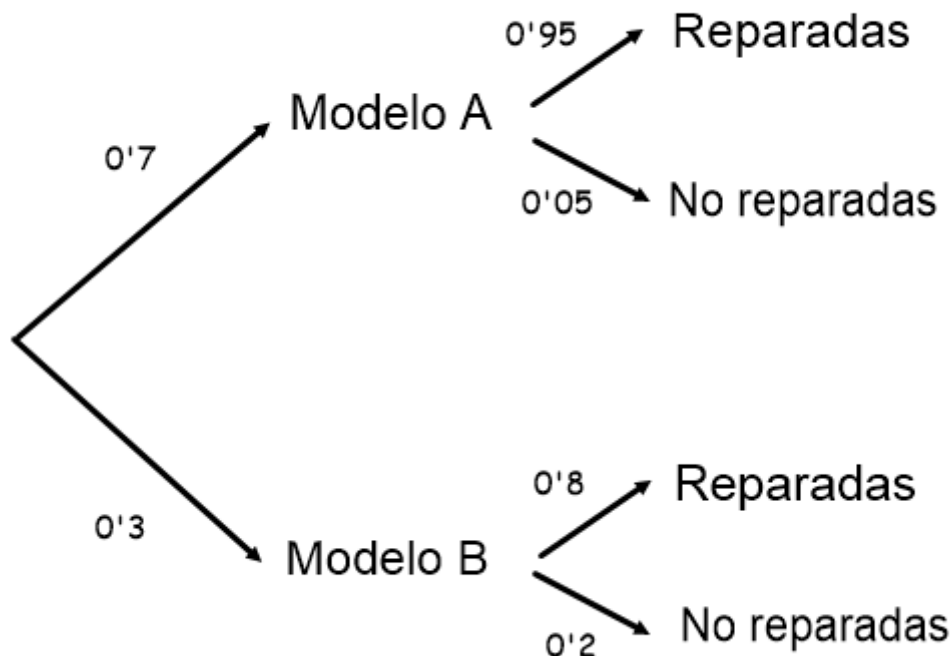 0'95
Reparadas
Modelo A
0'7
0'05
No reparadas
0'8
Reparadas
0'3
Modelo B
0'2
No reparadas